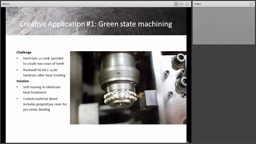 Creative Application #1: Green state machining
Challenge
• Hard turn a crank sprocket
to create two rows of teeth
• Rockwell 50-60 C scale
hardness after heat treating
Solution
• Soft turning to eliminate
heat treatment
• Custom material blend
includes proprietary resin for
pre-sinter binding